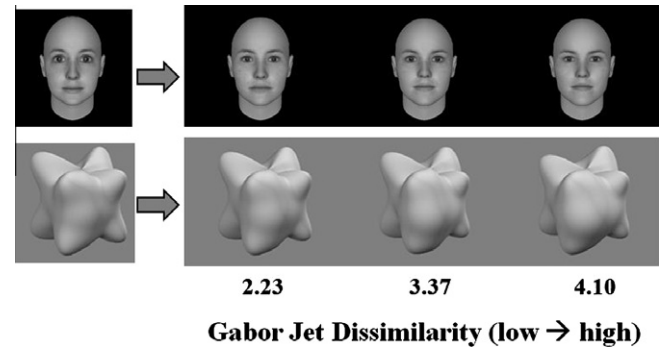 2.23 3.37 4.10
Gabor Jet Dissimilarity (low → high)